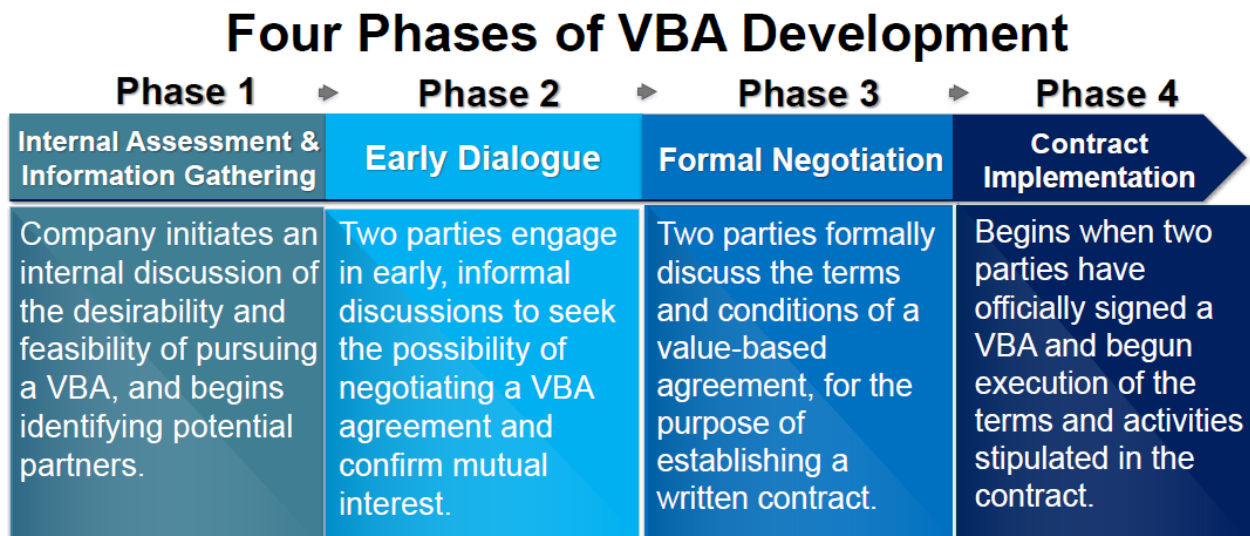 Four Phases of VBA Development
Phase 1
Phase 2
Phase 3
Phase 4
Internal Assessment &
Information Gathering
Early Dialogue
Formal Negotiation
Contract
Implementation
Company initiates an
internal discussion of
the desirability and
feasibility of pursuing
a VBA, and begins
identifying potential
partners.
Two parties engage
in early, informal
discussions to seek
the possibility of
negotiating a VBA
agreement and
confirm mutual
interest.
Two parties formally
discuss the terms
and conditions of a
value-based
agreement, for the
purpose of
establishing a
written contract.
Begins when two
parties have
officially signed a
VBA and begun
execution of the
terms and activities
stipulated in the
contract.